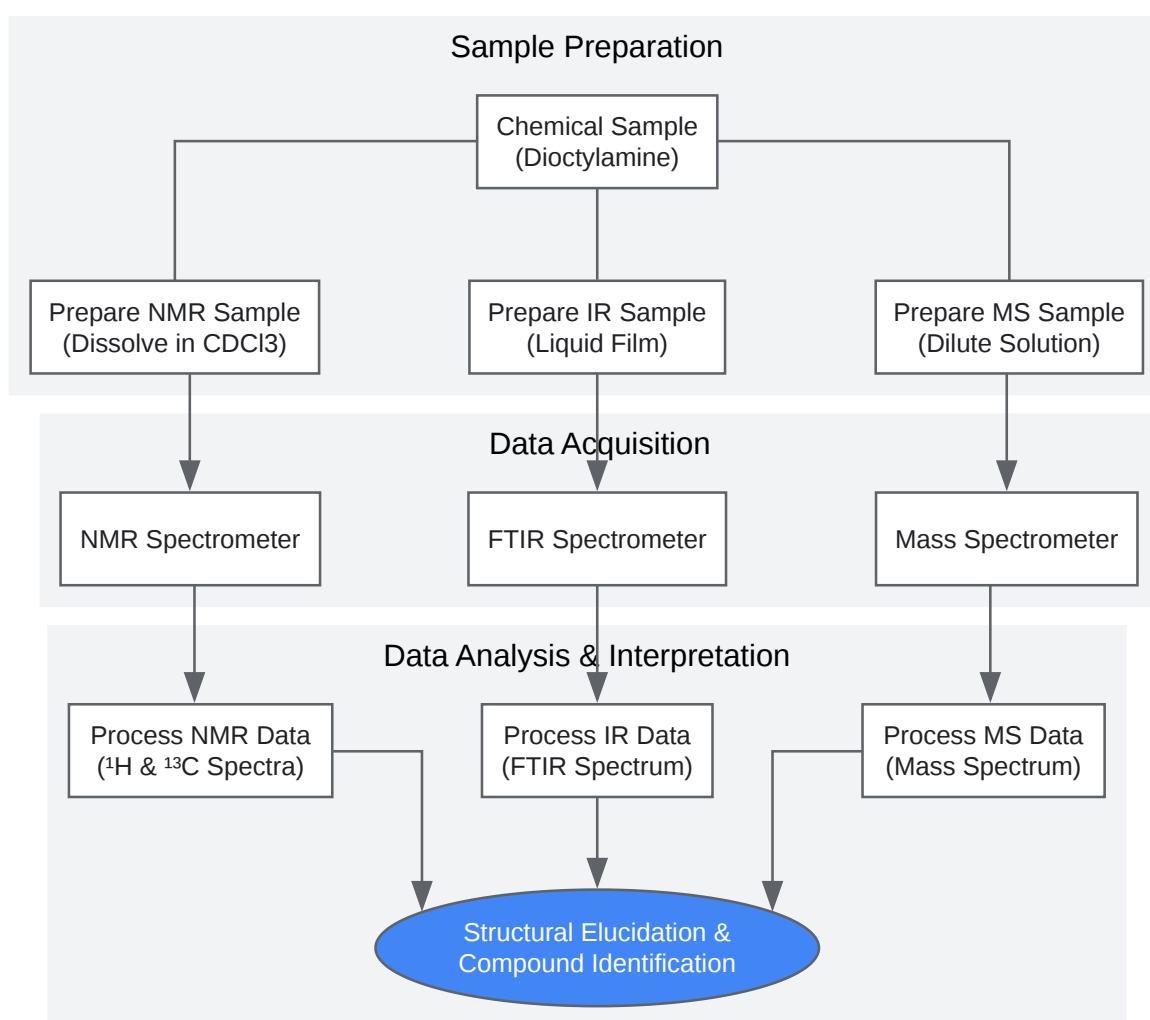 Sample Preparation
Chemical Sample
(Dioctylamine)
Prepare NMR Sample
(Dissolve in CDCl3)
Prepare IR Sample
(Liquid Film)
Prepare MS Sample
(Dilute Solution)
Data Acquisition
NMR Spectrometer
FTIR Spectrometer
Mass Spectrometer
Data Analysis & Interpretation
Process NMR Data
(¹H & ¹³C Spectra)
Process IR Data
(FTIR Spectrum)
Process MS Data
(Mass Spectrum)
Structural Elucidation &
Compound Identification